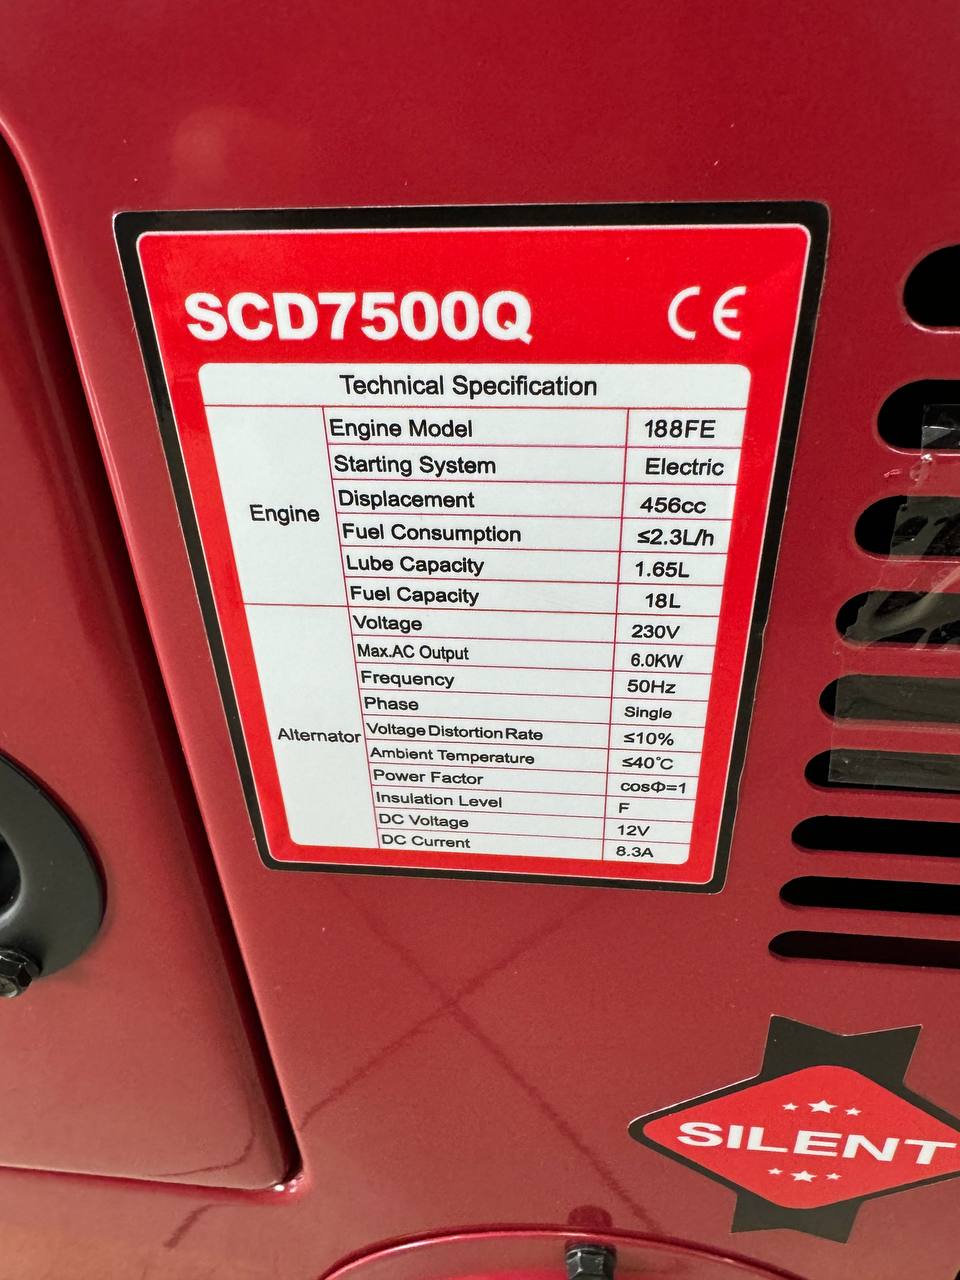 SCD7500Q CE
Technical Specification
Engine
Engine Model 188FE
Starting System Electric
Displacement 456cc
Fuel Consumption ≤2.3L/h
Lube Capacity 1.65L
Fuel Capacity 18L
Alternator
Voltage 230V
Max.AC Output 6.0KW
Frequency 50Hz
Phase Single
Voltage Distortion Rate ≤10%
Ambient Temperature ≤40℃
Power Factor cosΦ=1
Insulation Level F
DC Voltage 12V
DC Current 8.3A
SILENT